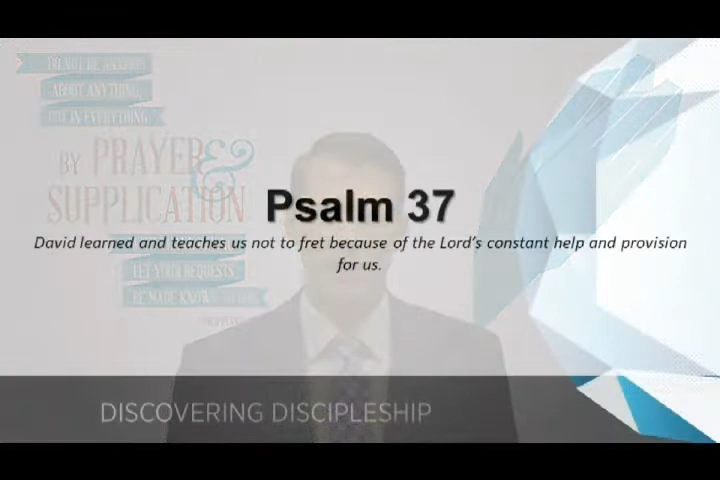 DO NOT BE ANXIOUS
ABOUT ANYTHING,
BUT IN EVERYTHING
BY PRAYER &
SUPPLICATION
Psalm 37
David learned and teaches us not to fret because of the Lord's constant help and provision
for us.
LET YOUR REQUESTS
BE MADE KNOWN
DISCOVERING DISCIPLESHIP